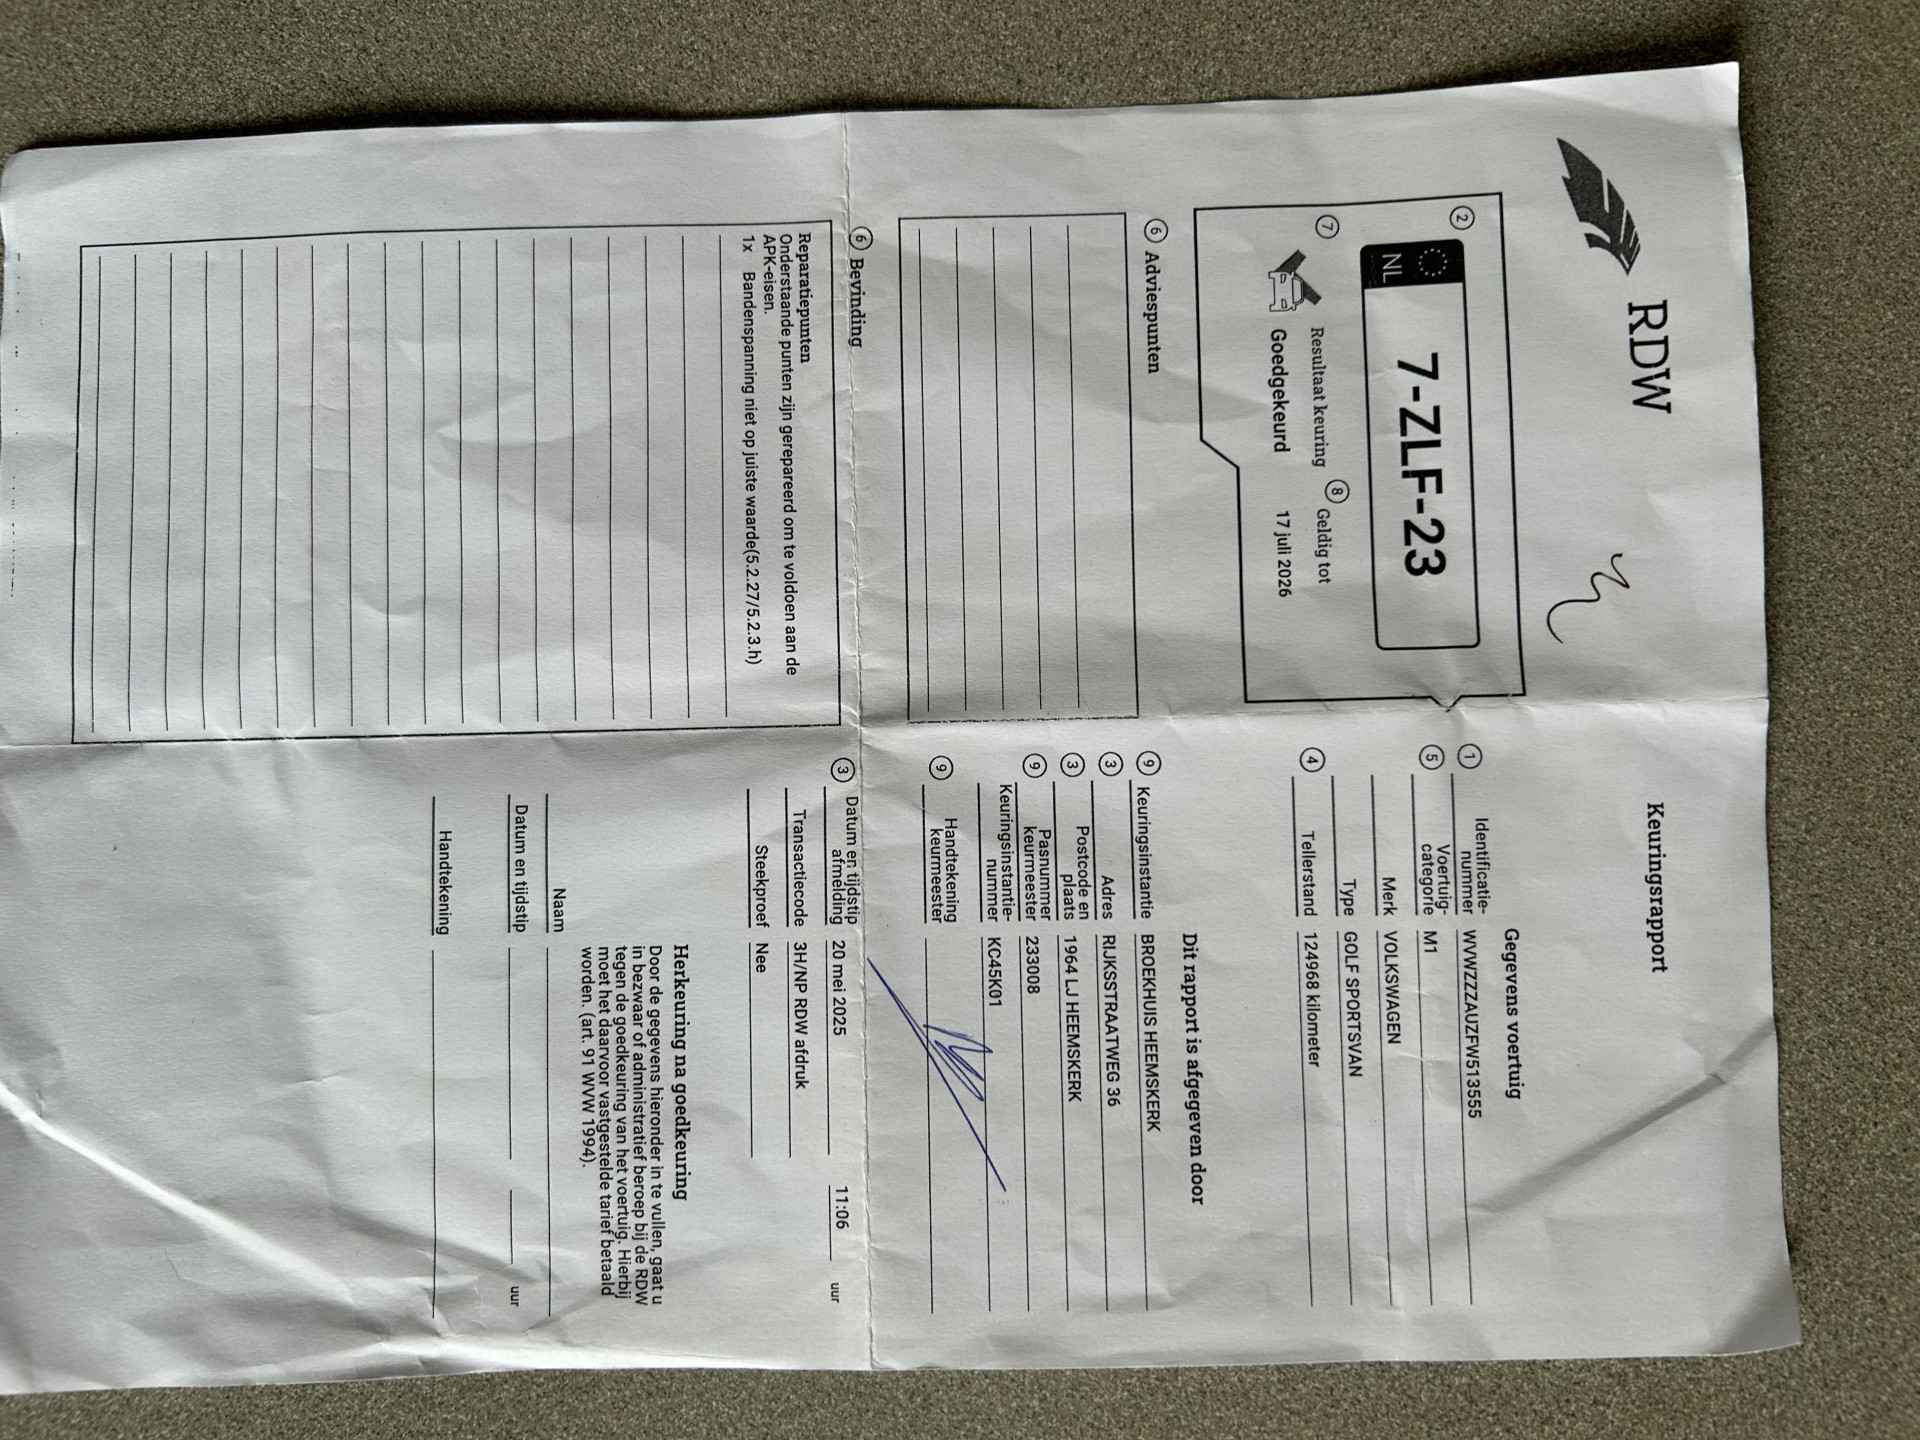 RDW
Keuringsrapport
2
NL
7-ZLF-23
7 Resultaat keuring
Goedgekeurd
8 Geldig tot
17 juli 2026
6 Adviespunten
6 Bevinding
Reparatiepunten
Onderstaande punten zijn gerepareerd om te voldoen aan de
APK-eisen.
1x Bandenspanning niet op juiste waarde(5.2.27/5.2.3.h)
Gegevens voertuig
1 Identificatie-
nummer WVWZZZAUZFW513555
5 Voertuig-
categorie M1
Merk VOLKSWAGEN
Type GOLF SPORTSVAN
4 Tellerstand 124968 kilometer
Dit rapport is afgegeven door
9 Keuringsinstantie BROEKHUIS HEEMSKERK
3 Adres RIJKSSTRAATWEG 36
3 Postcode en
plaats 1964 LJ HEEMSKERK
9 Pasnummer
keurmeester 233008
Keuringsinstantie-
nummer KC45K01
9 Handtekening
keurmeester
3 Datum en tijdstip
afmelding 20 mei 2025 11:06 uur
Transactiecode 3H/NP RDW afdruk
Steekproef Nee
Herkeuring na goedkeuring
Door de gegevens hieronder in te vullen, gaat u
in bezwaar of administratief beroep bij de RDW
tegen de goedkeuring van het voertuig. Hierbij
moet het daarvoor vastgestelde tarief betaald
worden. (art. 91 WVW 1994).
Naam
Datum en tijdstip uur
Handtekening